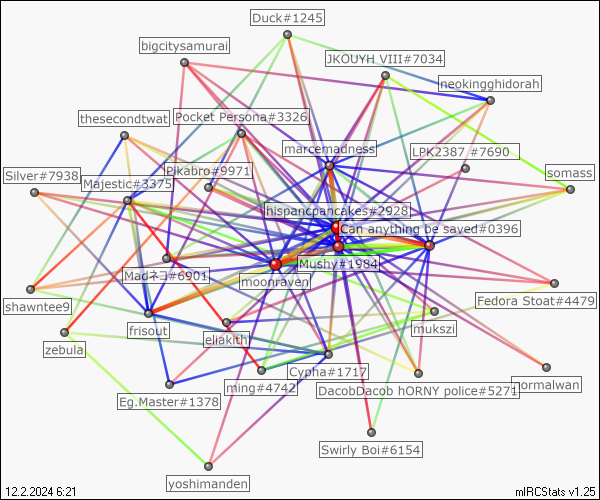 Duck#1245
bigcitysamurai
JKOUYH VIII#7034
neokingghidorah
thesecondtwat
Pocket Persona#3326
marcemadness
LPK2387-#7690
Silver#7938
Pikabro#9971
somass
Majestic#3375
hispancpancakes#2928
Can anything be saved#0396
Madネコ#6901
Mushy#1984
moonraven
shawntee9
Fedora Stoat#4479
frisout
eliakith
mukszi
zebula
Cypha#1717
ming#4742
DacobDacob hORNY police#5271
normalwan
Eg.Master#1378
Swirly Boi#6154
yoshimanden
12.2.2024 6:21
mIRCStats v1.25